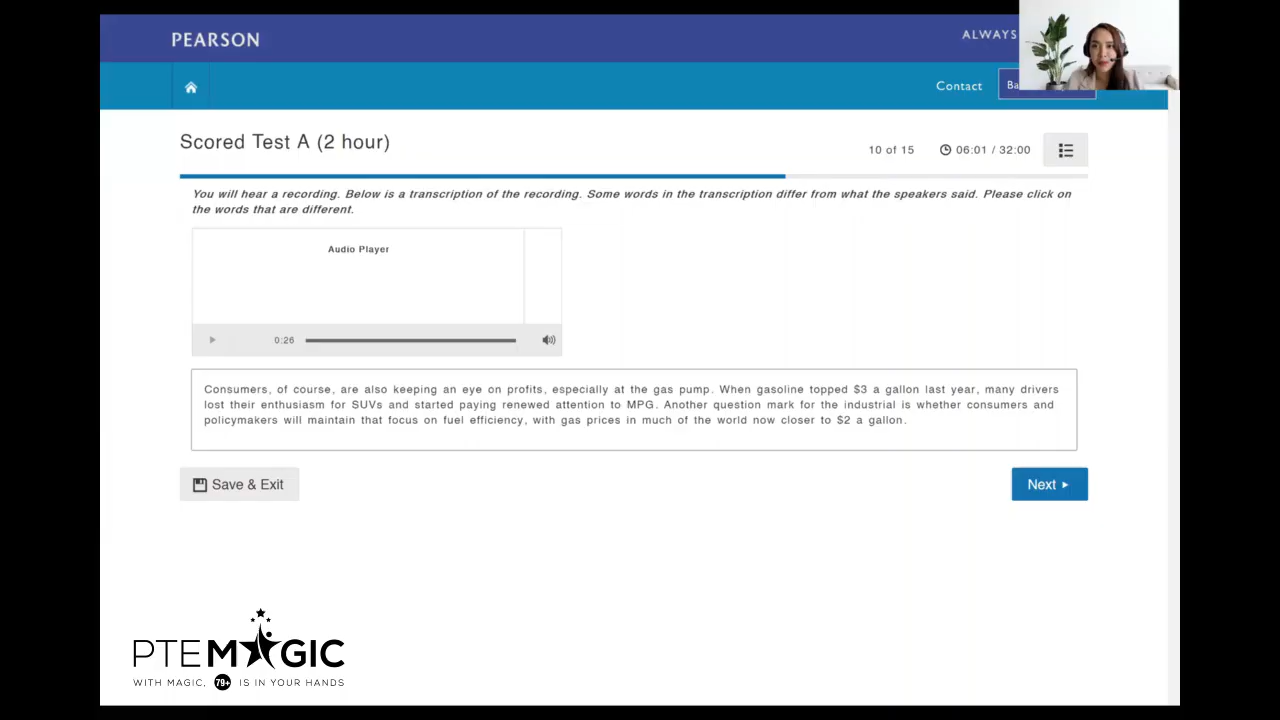 PEARSON
ALWAYS
Contact
Ba
Scored Test A (2 hour)
10 of 15
06:01 / 32:00
You will hear a recording. Below is a transcription of the recording. Some words in the transcription differ from what the speakers said. Please click on
the words that are different.
Audio Player
0:26
Consumers, of course, are also keeping an eye on profits, especially at the gas pump. When gasoline topped $3 a gallon last year, many drivers
lost their enthusiasm for SUVs and started paying renewed attention to MPG. Another question mark for the industrial is whether consumers and
policymakers will maintain that focus on fuel efficiency, with gas prices in much of the world now closer to $2 a gallon.
Save & Exit
Next
PTE MAGIC
WITH MAGIC, 79+ IS IN YOUR HANDS